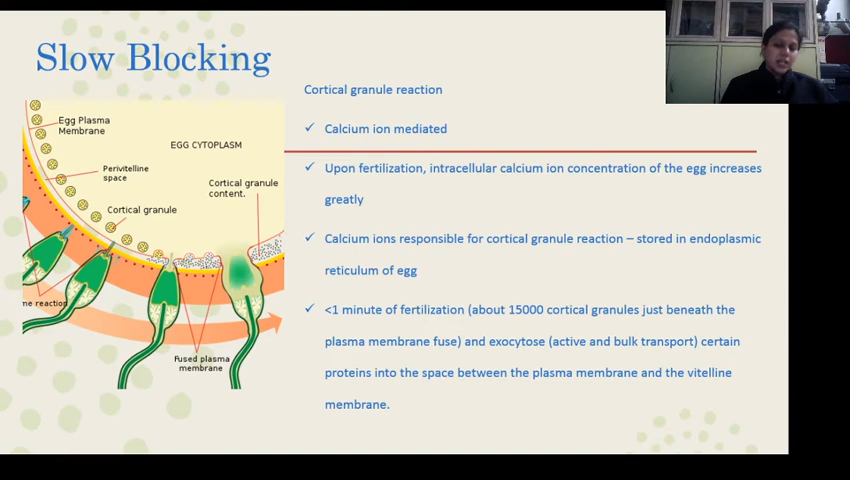 Slow Blocking
Cortical granule reaction
✓ Calcium ion mediated
✓ Upon fertilization, intracellular calcium ion concentration of the egg increases
greatly
✓ Calcium ions responsible for cortical granule reaction – stored in endoplasmic
reticulum of egg
✓ <1 minute of fertilization (about 15000 cortical granules just beneath the
plasma membrane fuse) and exocytose (active and bulk transport) certain
proteins into the space between the plasma membrane and the vitelline
membrane.
Egg Plasma
Membrane
EGG CYTOPLASM
Perivitelline
space
Cortical granule
content.
Cortical granule
me reaction
Fused plasma
membrane